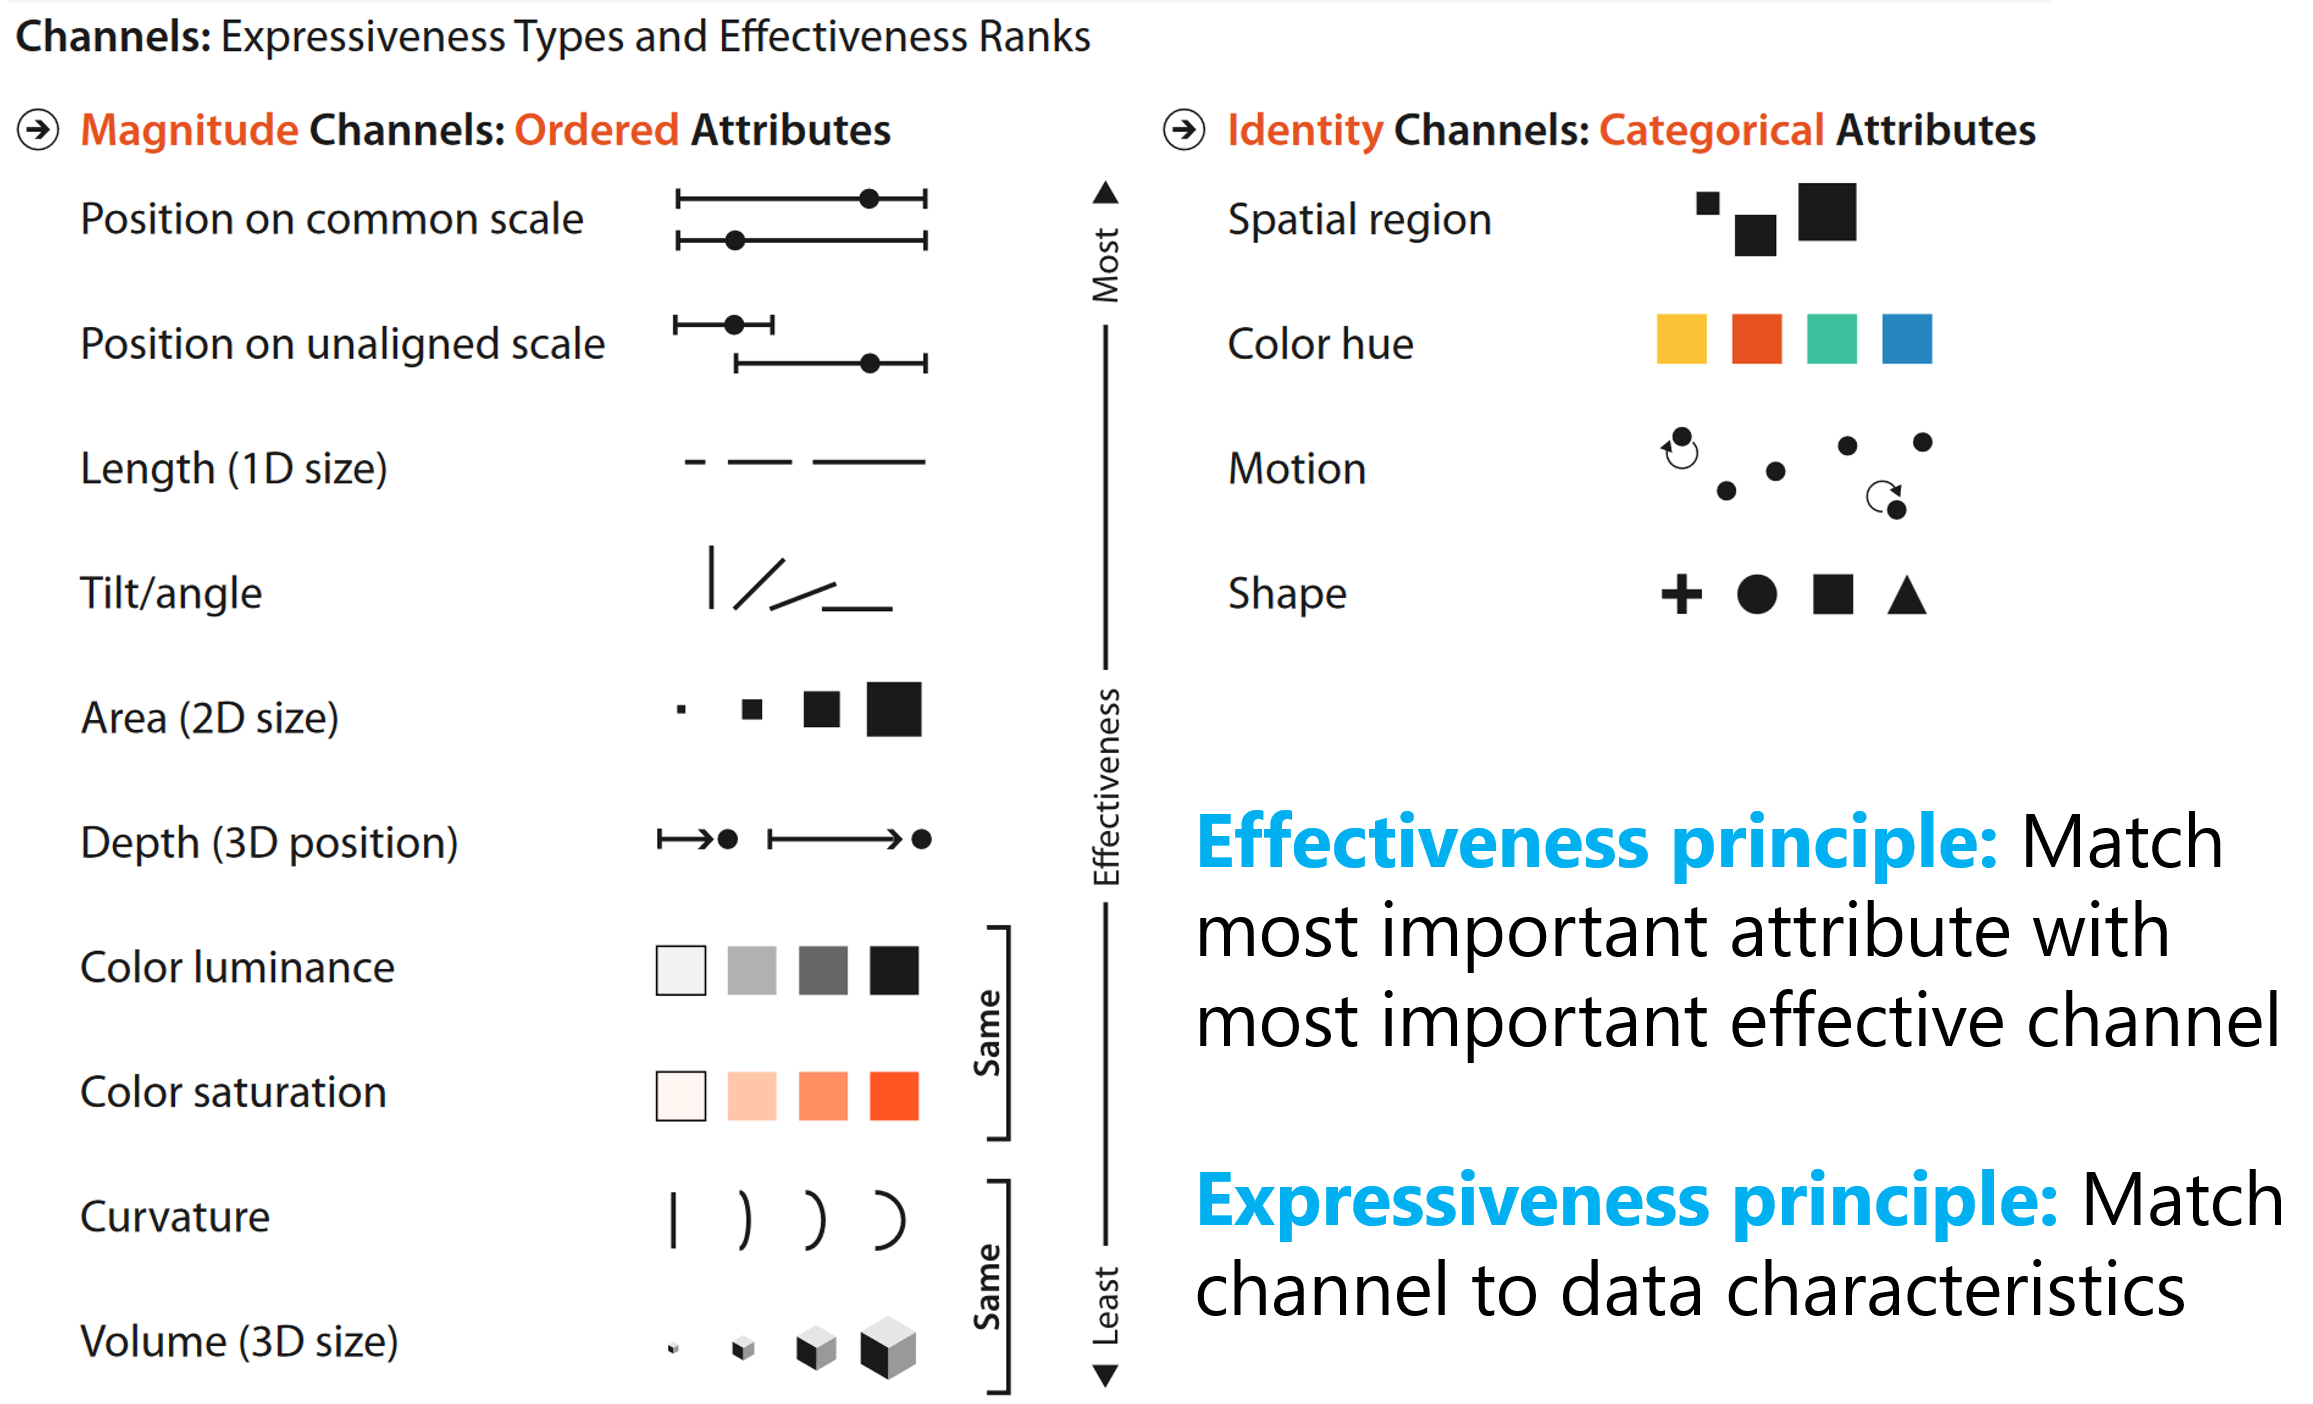 Channels: Expressiveness Types and Effectiveness Ranks
Magnitude Channels: Ordered Attributes
Position on common scale
Position on unaligned scale
Length (1D size)
Tilt/angle
Area (2D size)
Depth (3D position)
Color luminance
Color saturation
Curvature
Volume (3D size)
Same
Same
Most
Effectiveness
Least
Identity Channels: Categorical Attributes
Spatial region
Color hue
Motion
Shape
Effectiveness principle: Match
most important attribute with
most important effective channel
Expressiveness principle: Match
channel to data characteristics